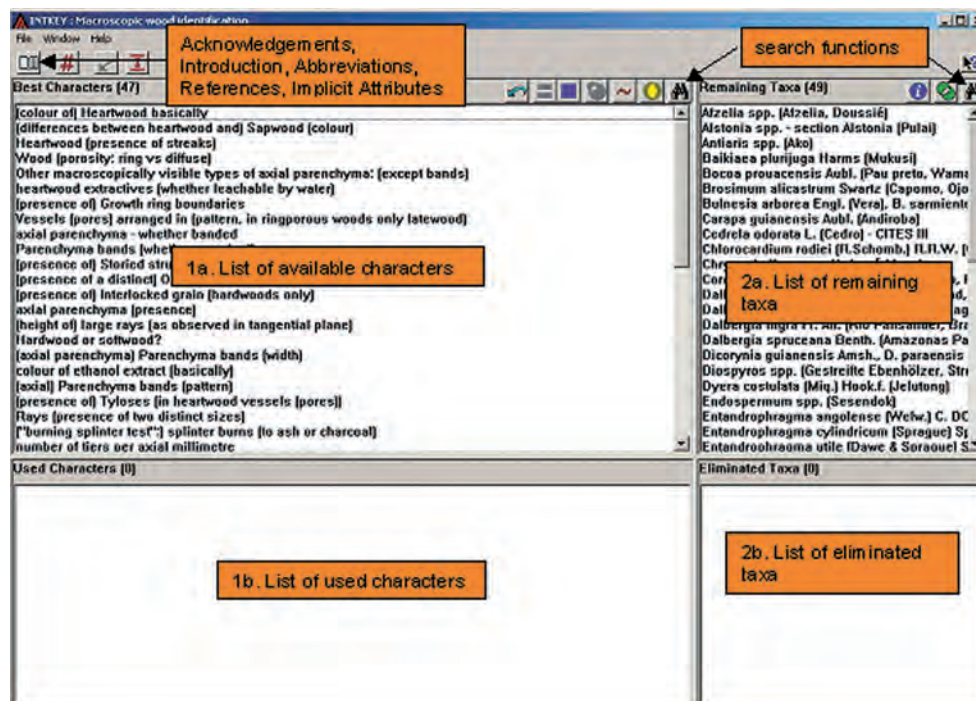 INTKEY : Macroscopic wood identification
File Window Help
Acknowledgements,
Introduction, Abbreviations,
References, Implicit Attributes
search functions
Best Characters (47)
(colour of) Heartwood basically
(differences between heartwood and) Sapwood (colour)
Heartwood (presence of streaks)
Wood (porosity: ring vs diffuse)
Other macroscopically visible types of axial parenchyma: (except bands)
heartwood extractives (whether leachable by water)
(presence of) Growth ring boundaries
Vessels (pores) arranged in (pattern, in ringporous woods only latewood)
axial parenchyma - whether banded
Parenchyma bands
(presence of) Storied
(presence of a distinct)
(presence of) Interlocked grain (hardwoods only)
axial parenchyma (presence)
(height of) large rays (as observed in tangential plane)
Hardwood or softwood?
(axial parenchyma) Parenchyma bands (width)
colour of ethanol extract (basically)
(axial) Parenchyma bands (pattern)
(presence of) Tyloses (in heartwood vessels (pores))
Rays (presence of two distinct sizes)
("burning splinter test":) splinter burns (to ash or charcoal)
number of tiers per axial millimetre
1a. List of available characters
Remaining Taxa (49)
Afzelia spp. (Afzelia, Doussié)
Alstonia spp. - section Alstonia (Pulai)
Antiaris spp. (Ako)
Baikiaea plurijuga Harms (Mukusi)
Bocoa prouacensis Aubl. (Pau preto, Wama
Brosimum alicastrum Swartz (Capomo, Ojo
Bulnesia arborea Engl. (Vera), B. sarmiento
Carapa guianensis Aubl. (Andiroba)
Cedrela odorata L. (Cedro) - CITES III
Chlorocardium rodiei (R.Schomb.) R.R.W. (
Dalbergia nigra Fr. All. (Rio Palisander, Bra
Dalbergia spruceana Benth. (Amazonas Pa
Dicorynia guianensis Amsh., D. paraensis
Diospyros spp. (Gestreifte Ebenhölzer, Stri
Dyera costulata (Miq.) Hook.f. (Jelutong)
Endospermum spp. (Sesendok)
Entandrophragma angolense (Welw.) C. DC
Entandrophragma cylindricum (Sprague) Sp
Entandrophragma utile (Dawe & Sprague) S
2a. List of remaining
taxa
Used Characters (0)
1b. List of used characters
Eliminated Taxa (0)
2b. List of eliminated
taxa